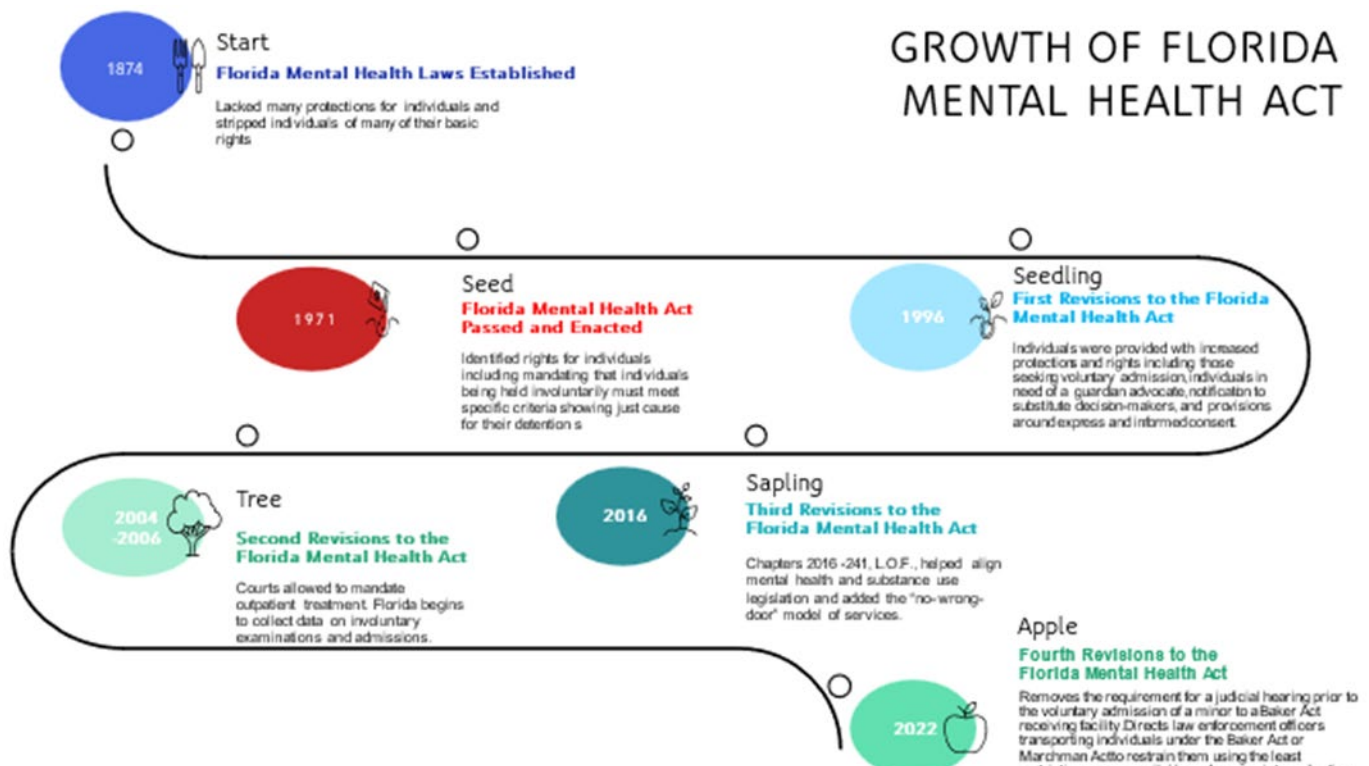 GROWTH OF FLORIDA
MENTAL HEALTH ACT
1874
Start
Florida Mental Health Laws Established
Lacked many protections for individuals and
stripped individuals of many of their basic
rights
1971
Seed
Florida Mental Health Act
Passed and Enacted
Identified rights for individuals
including mandating that individuals
being held involuntarily must meet
specific criteria showing just cause
for their detention s
1996
Seedling
First Revisions to the Florida
Mental Health Act
Individuals were provided with increased
protections and rights including those
seeking voluntary admission, individuals in
need of a guardian advocate, notification to
substitute decision-makers, and provisions
around express and informed consent.
2004
-2006
Tree
Second Revisions to the
Florida Mental Health Act
Courts allowed to mandate
outpatient treatment. Florida begins
to collect data on involuntary
examinations and admissions.
2016
Sapling
Third Revisions to the
Florida Mental Health Act
Chapters 2016 -241, L.O.F., helped align
mental health and substance use
legislation and added the "no-wrong-
door" model of services.
2022
Apple
Fourth Revisions to the
Florida Mental Health Act
Removes the requirement for a judicial hearing prior to
the voluntary admission of a minor to a Baker Act
receiving facility. Directs law enforcement officers
transporting individuals under the Baker Act or
Marchman Act to restrain them using the least